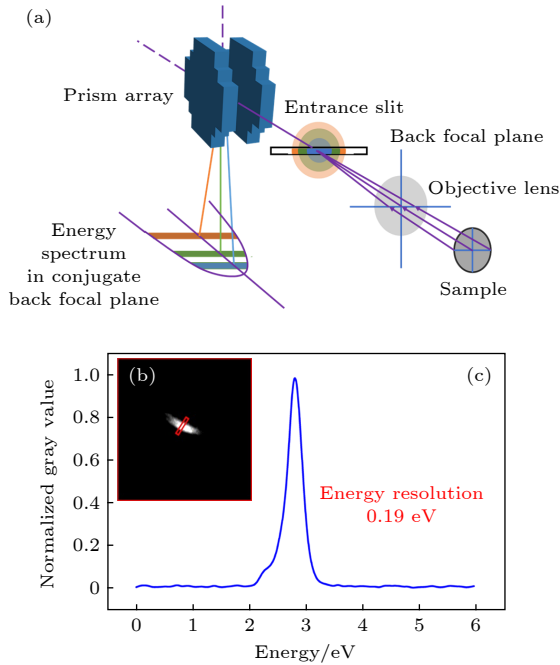 (a)
Prism array
Entrance slit
Back focal plane
Objective lens
Energy
spectrum
in conjugate
back focal plane
Sample
(b)
(c)
1.0
0.8
0.6
0.4
0.2
0
Normalized gray value
Energy resolution
0.19 eV
0 1 2 3 4 5 6
Energy/eV